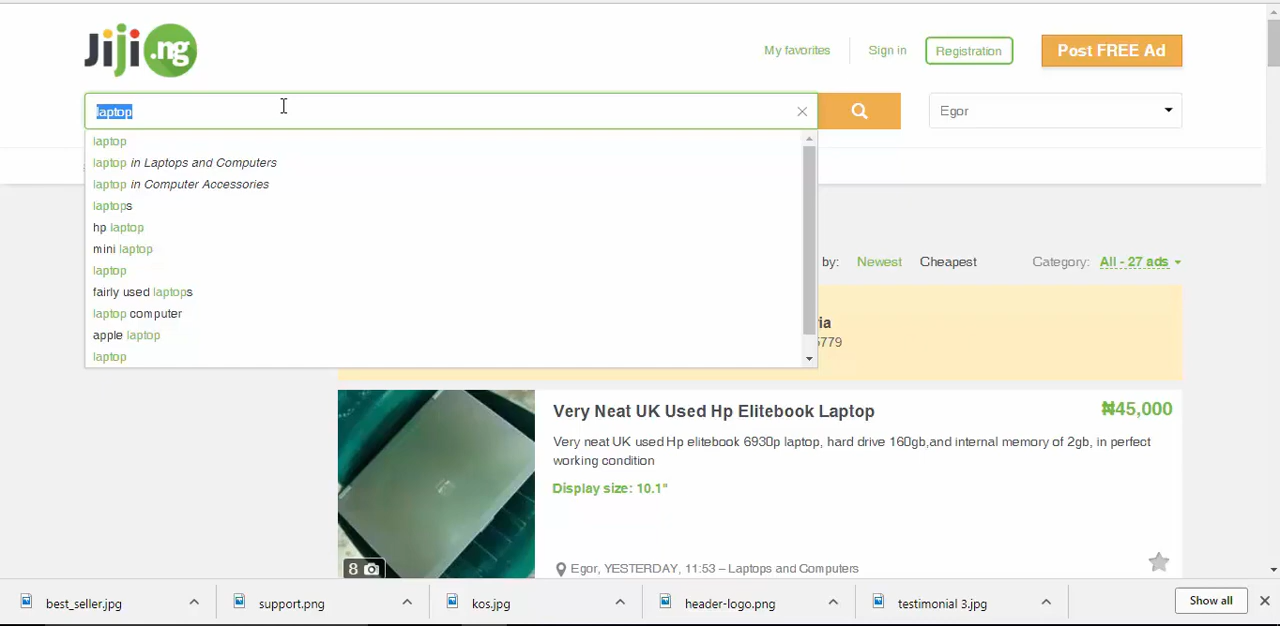 Jiji .ng
My favorites
Sign in
Registration
Post FREE Ad
laptop
Egor
laptop
laptop in Laptops and Computers
laptop in Computer Accessories
laptops
hp laptop
mini laptop
laptop
fairly used laptops
laptop computer
apple laptop
laptop
by: Newest Cheapest
Category: All - 27 ads
ria
5779
Very Neat UK Used Hp Elitebook Laptop
₦45,000
Very neat UK used Hp elitebook 6930p laptop, hard drive 160gb,and internal memory of 2gb, in perfect
working condition
Display size: 10.1"
8
Egor, YESTERDAY, 11:53 – Laptops and Computers
best_seller.jpg
support.png
kos.jpg
header-logo.png
testimonial 3.jpg
Show all